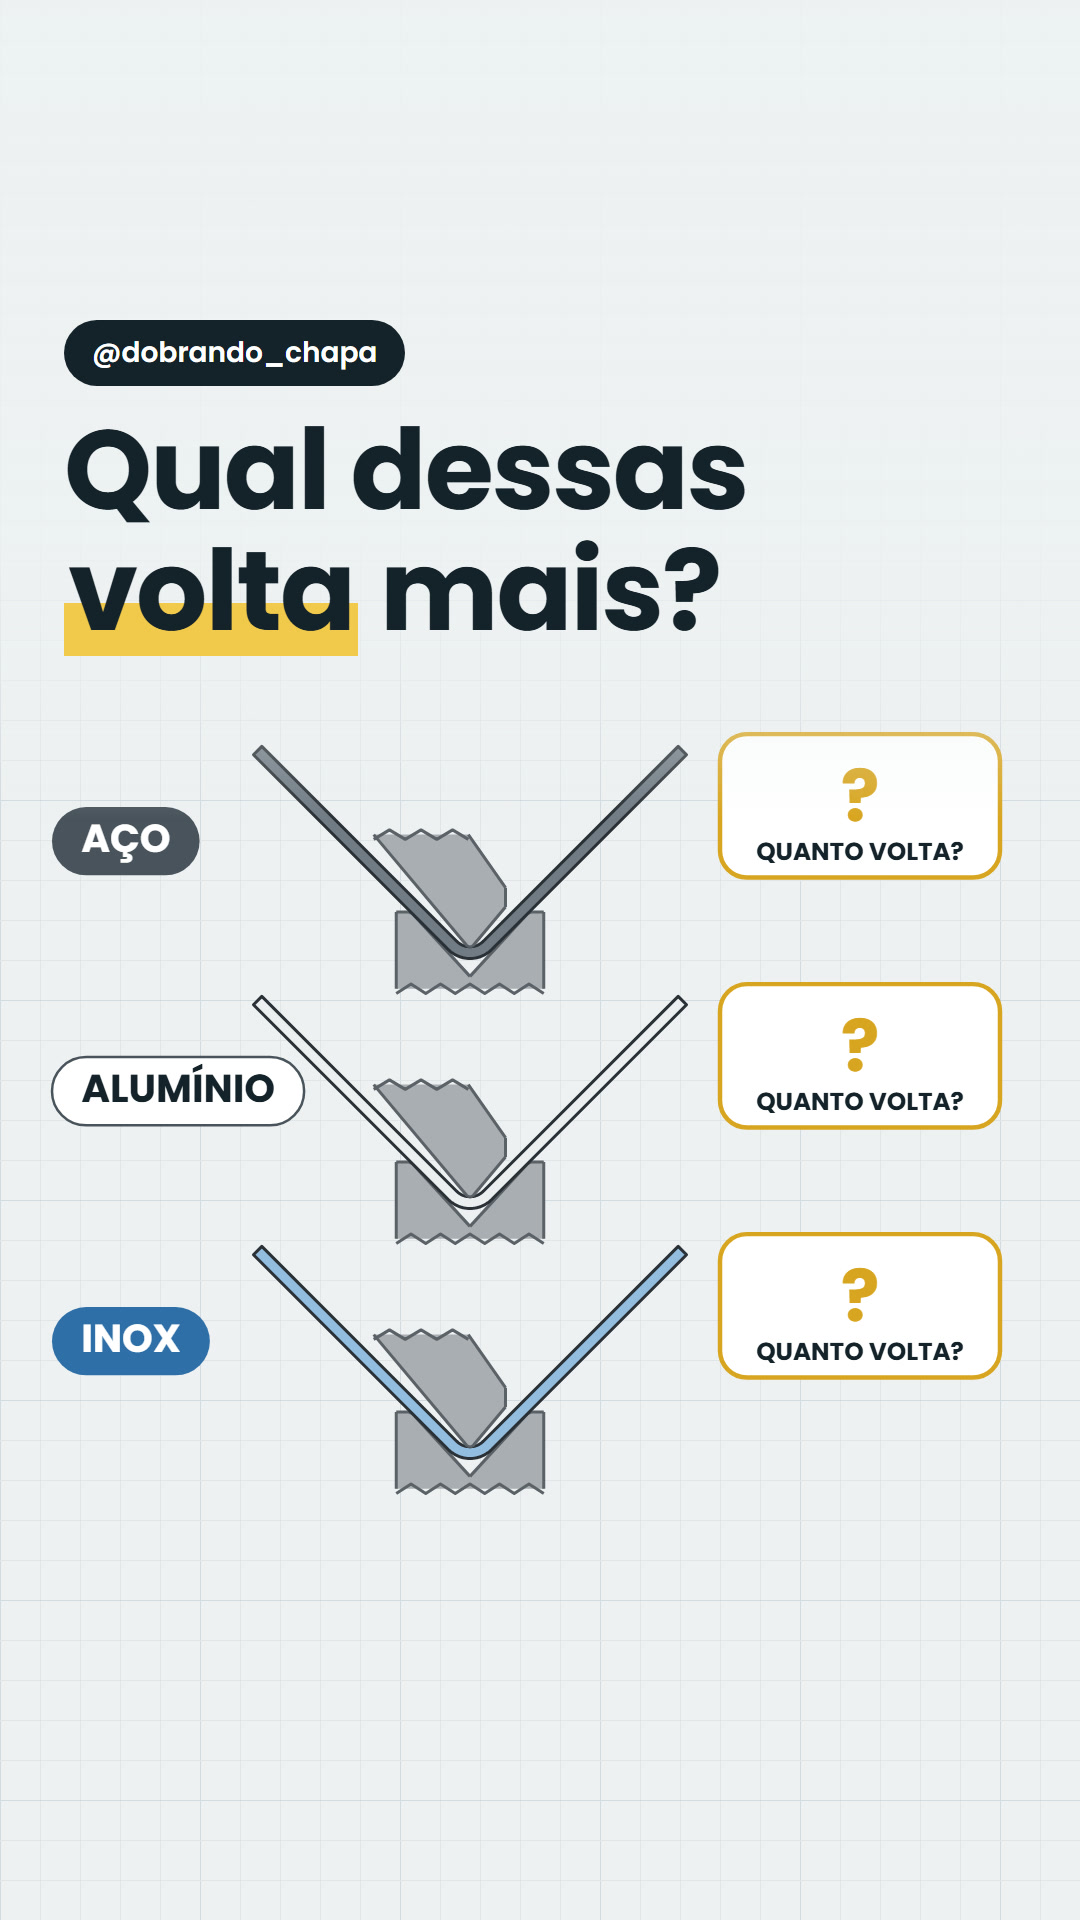 @dobrando_chapa
Qual dessas
volta mais?
AÇO
?
QUANTO VOLTA?
ALUMÍNIO
?
QUANTO VOLTA?
INOX
?
QUANTO VOLTA?